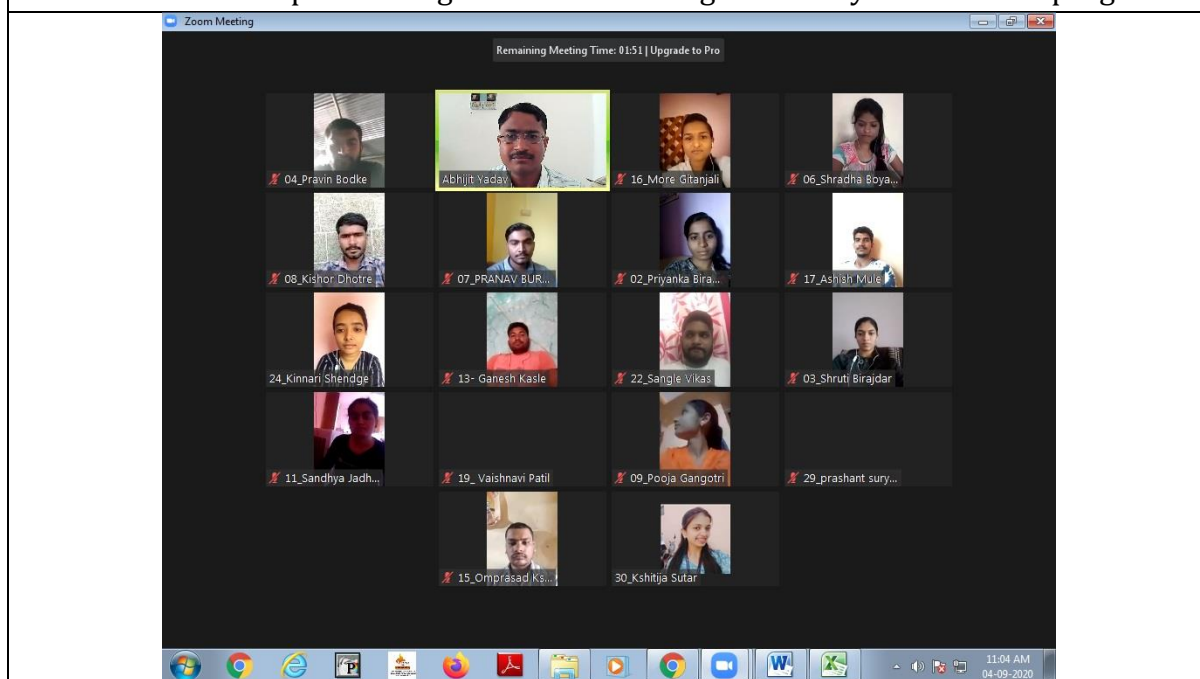 Zoom Meeting
Remaining Meeting Time: 01:51 | Upgrade to Pro
04_Pravin Bodke
Abhijit Yadav
16_More Gitanjali
06_Shradha Boya...
08_Kishor Dhotre
07_PRANAV BUR...
02_Priyanka Bira...
17_Ashish Mule
24_Kinnari Shendge
13- Ganesh Kasle
22_Sangle Vikas
03_Shruti Birajdar
11_Sandhya Jadh...
19_ Vaishnavi Patil
09_Pooja Gangotri
29_prashant sury...
15_Omprasad Ks...
30_Kshitija Sutar
11:04 AM
04-09-2020